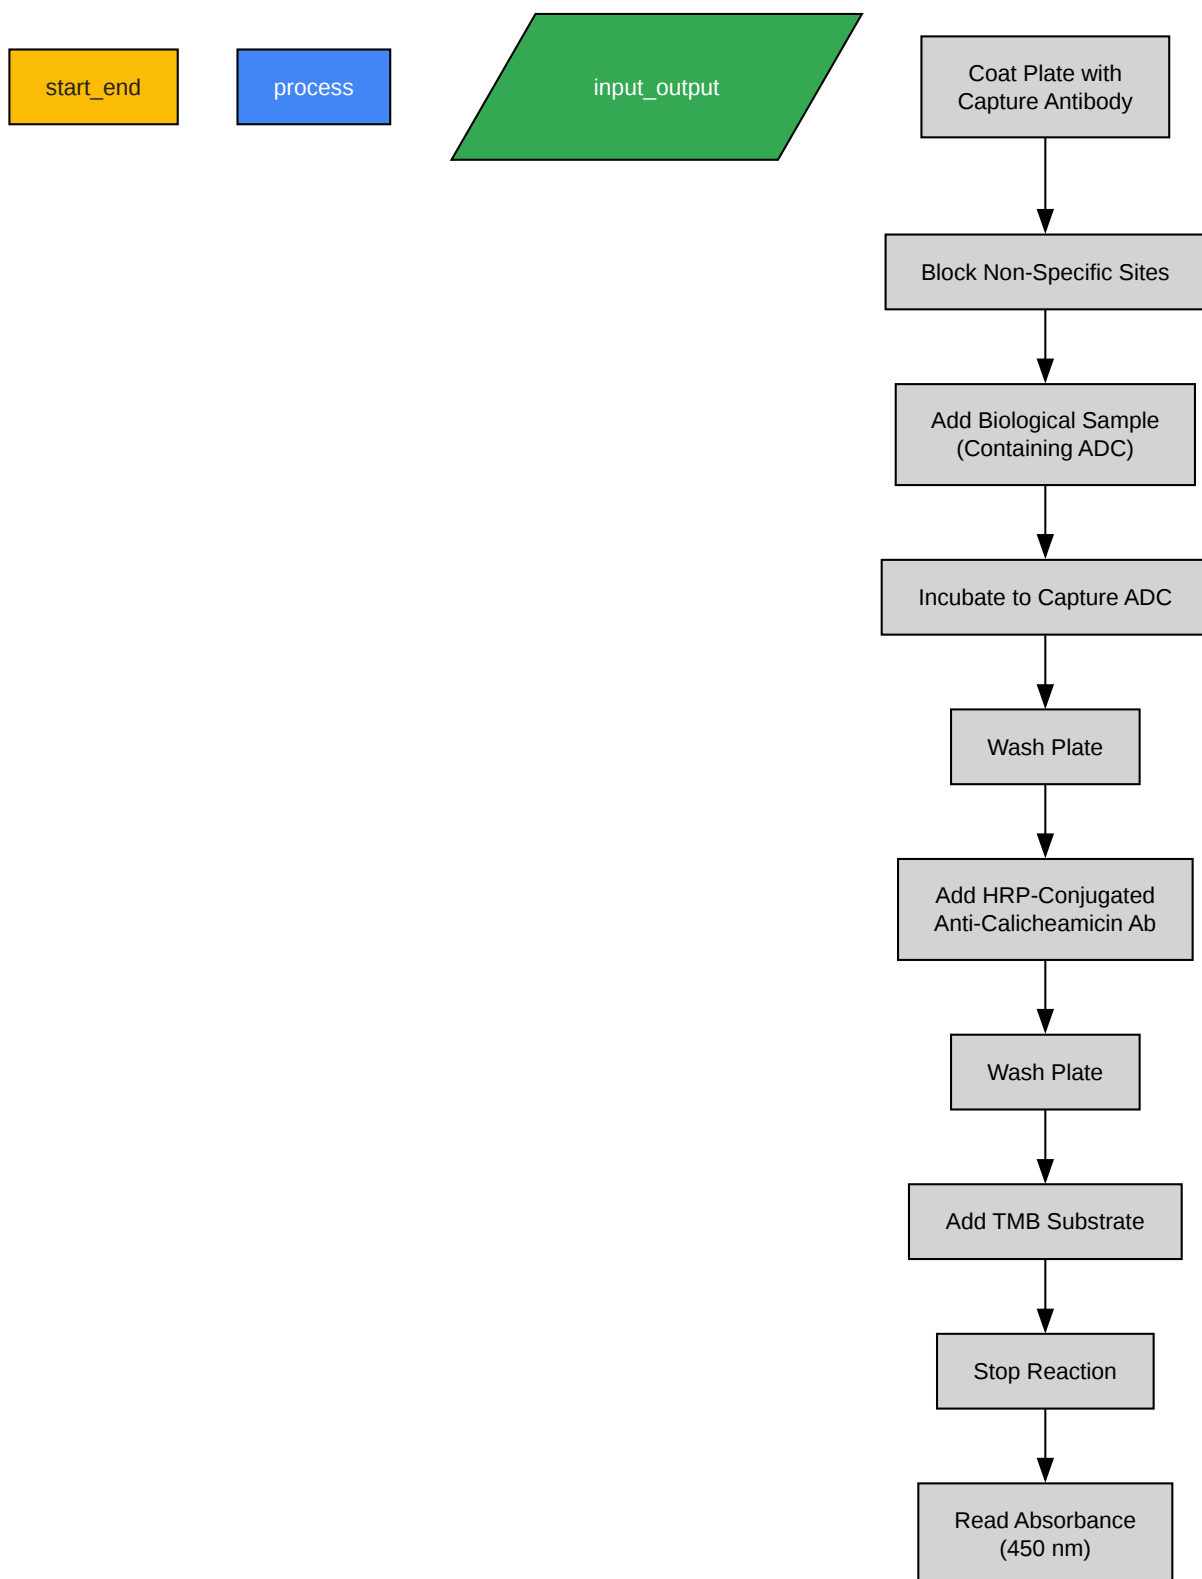 start_end
process
input_output
Coat Plate with
Capture Antibody
Block Non-Specific Sites
Add Biological Sample
(Containing ADC)
Incubate to Capture ADC
Wash Plate
Add HRP-Conjugated
Anti-Calicheamicin Ab
Wash Plate
Add TMB Substrate
Stop Reaction
Read Absorbance
(450 nm)